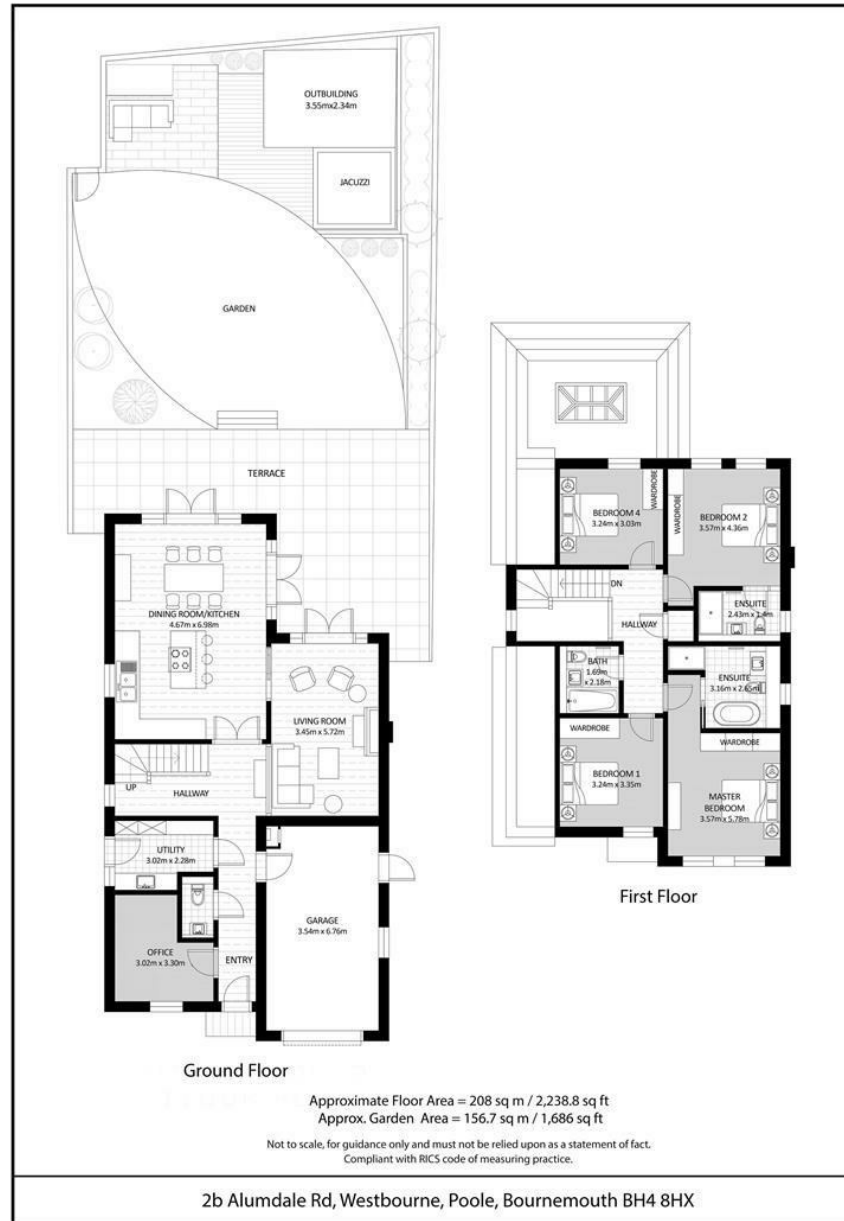 OUTBUILDING
3.55mx2.34m
JACUZZI
GARDEN
TERRACE
DINING ROOM/KITCHEN
4.67m x 6.98m
LIVING ROOM
3.45m x 5.72m
UP
HALLWAY
UTILITY
3.02m x 2.28m
GARAGE
3.54m x 6.76m
OFFICE
3.02m x 3.30m
ENTRY
Ground Floor
BEDROOM 4
3.24m x 3.03m
WARDROBE
WARDROBE
BEDROOM 2
3.57m x 4.36m
DN
HALLWAY
ENSUITE
2.43m x 1.4m
BATH
1.69m
x 2.18m
ENSUITE
3.16m x 2.65m
WARDROBE
WARDROBE
BEDROOM 1
3.24m x 3.35m
MASTER
BEDROOM
3.57m x 5.78m
First Floor
Approximate Floor Area = 208 sq m / 2,238.8 sq ft
Approx. Garden Area = 156.7 sq m / 1,686 sq ft
Not to scale, for guidance only and must not be relied upon as a statement of fact.
Compliant with RICS code of measuring practice.
2b Alumdale Rd, Westbourne, Poole, Bournemouth BH4 8HX